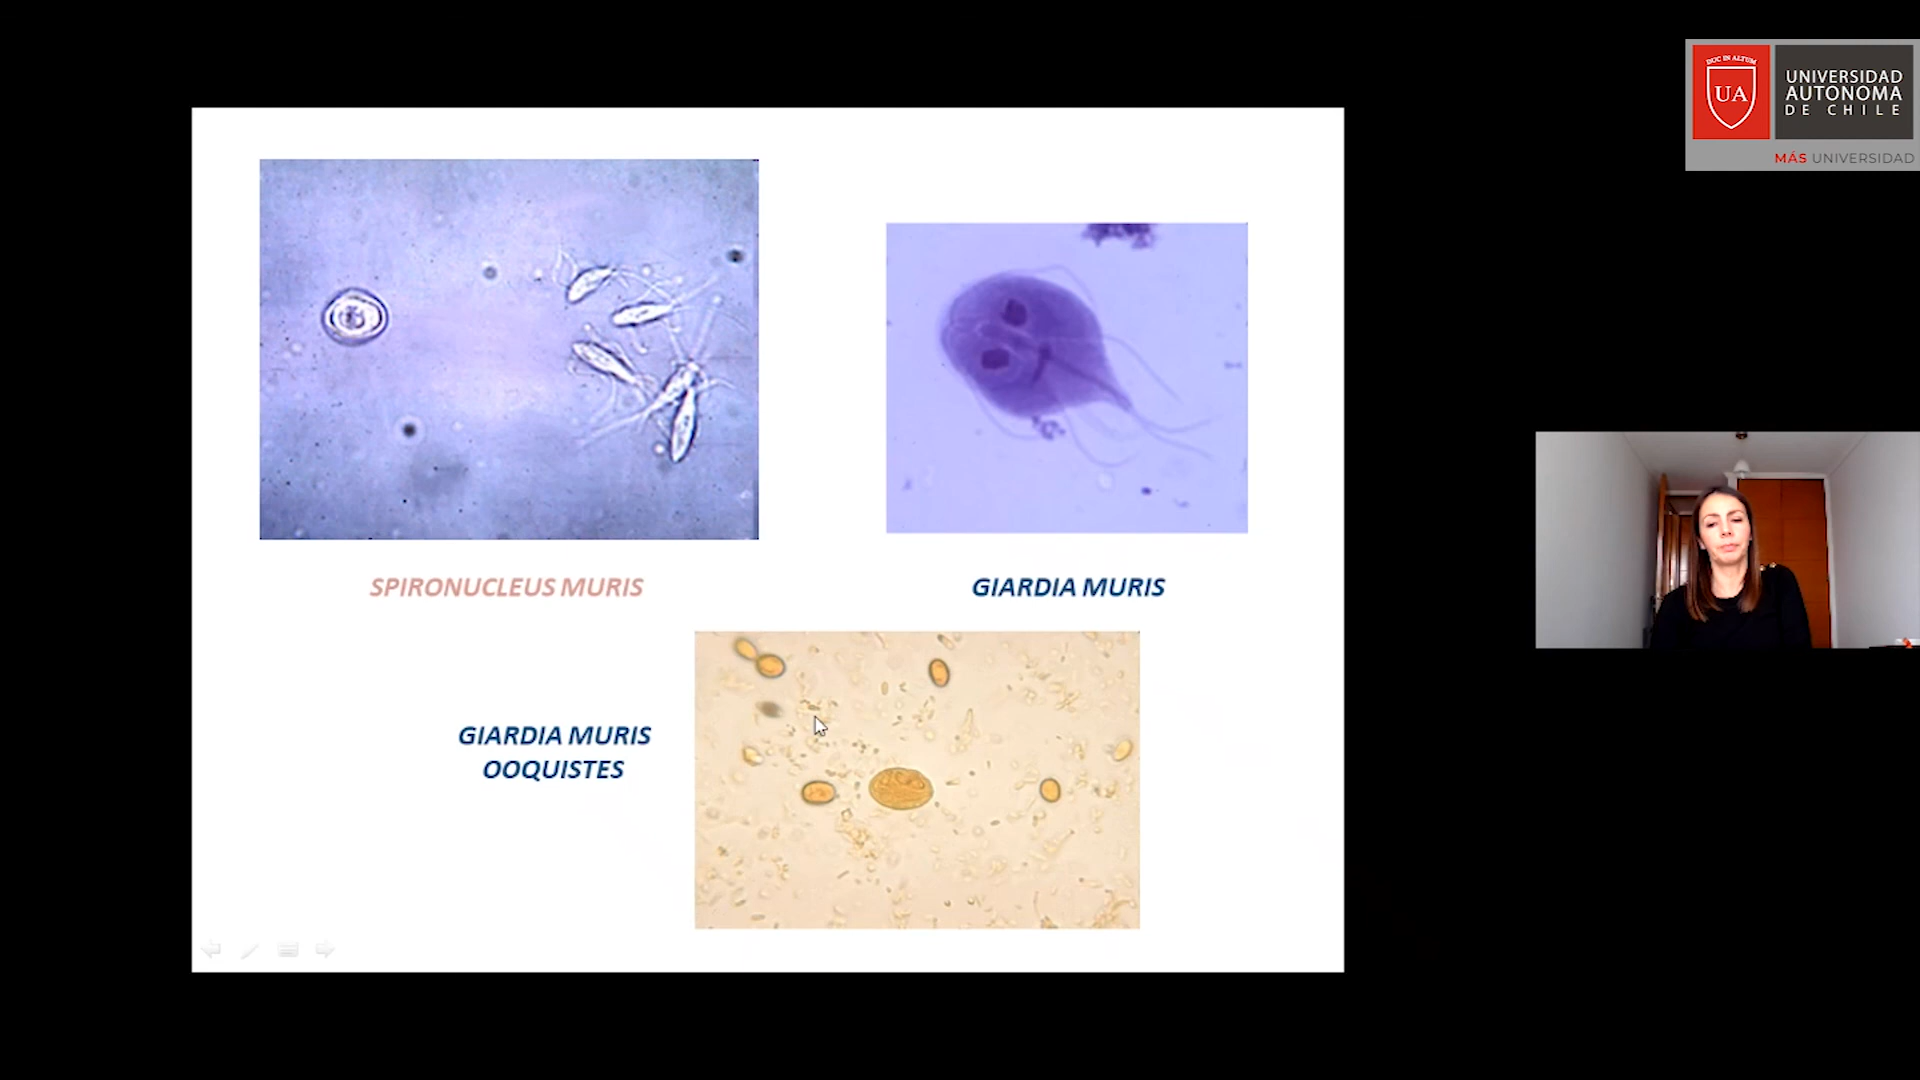 DUC IN ALTUM
UA
UNIVERSIDAD
AUTONOMA
DE CHILE
MÁS UNIVERSIDAD
SPIRONUCLEUS MURIS
GIARDIA MURIS
GIARDIA MURIS
OOQUISTES